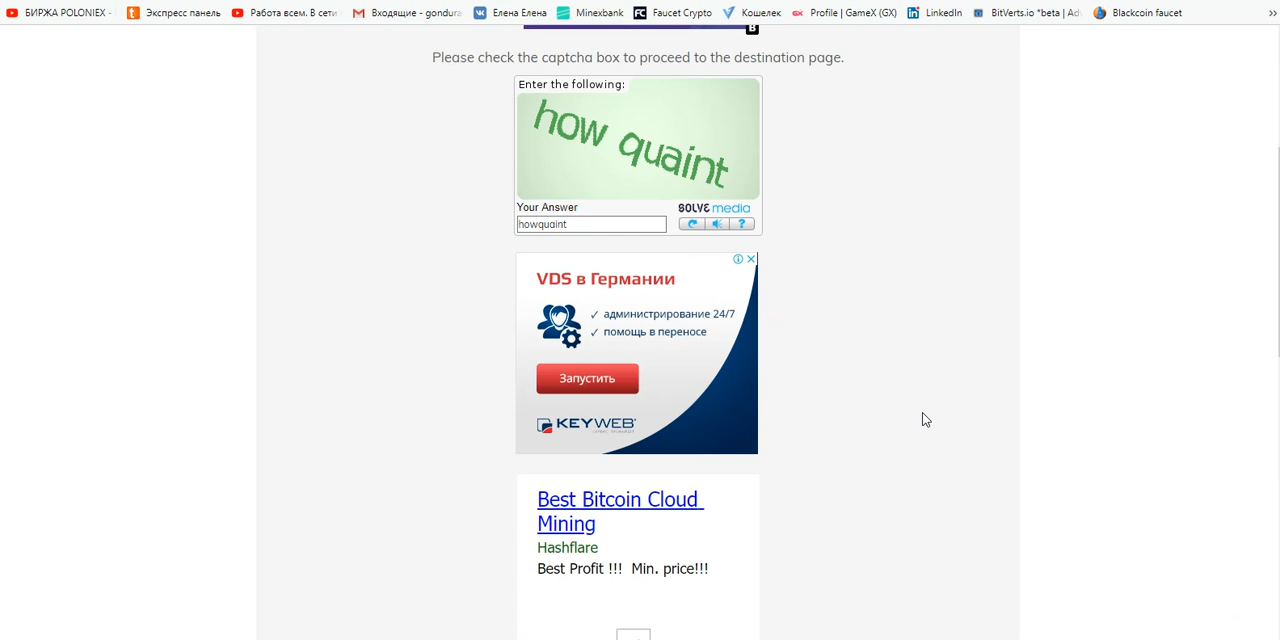 БИРЖА POLONIEX -
Экспресс панель
Работа всем. В сети
Входящие - gondura
Елена Елена
Minexbank
Faucet Crypto
Кошелек
Profile | GameX (GX)
LinkedIn
BitVerts.io *beta | Ad
Blackcoin faucet
»
B
Please check the captcha box to proceed to the destination page.
Enter the following:
how quaint
Your Answer
SOLVE media
howquaint
?
VDS в Германии
✓ администрирование 24/7
✓ помощь в переносе
Запустить
KEYWEB
Best Bitcoin Cloud
Mining
Hashflare
Best Profit !!! Min. price!!!